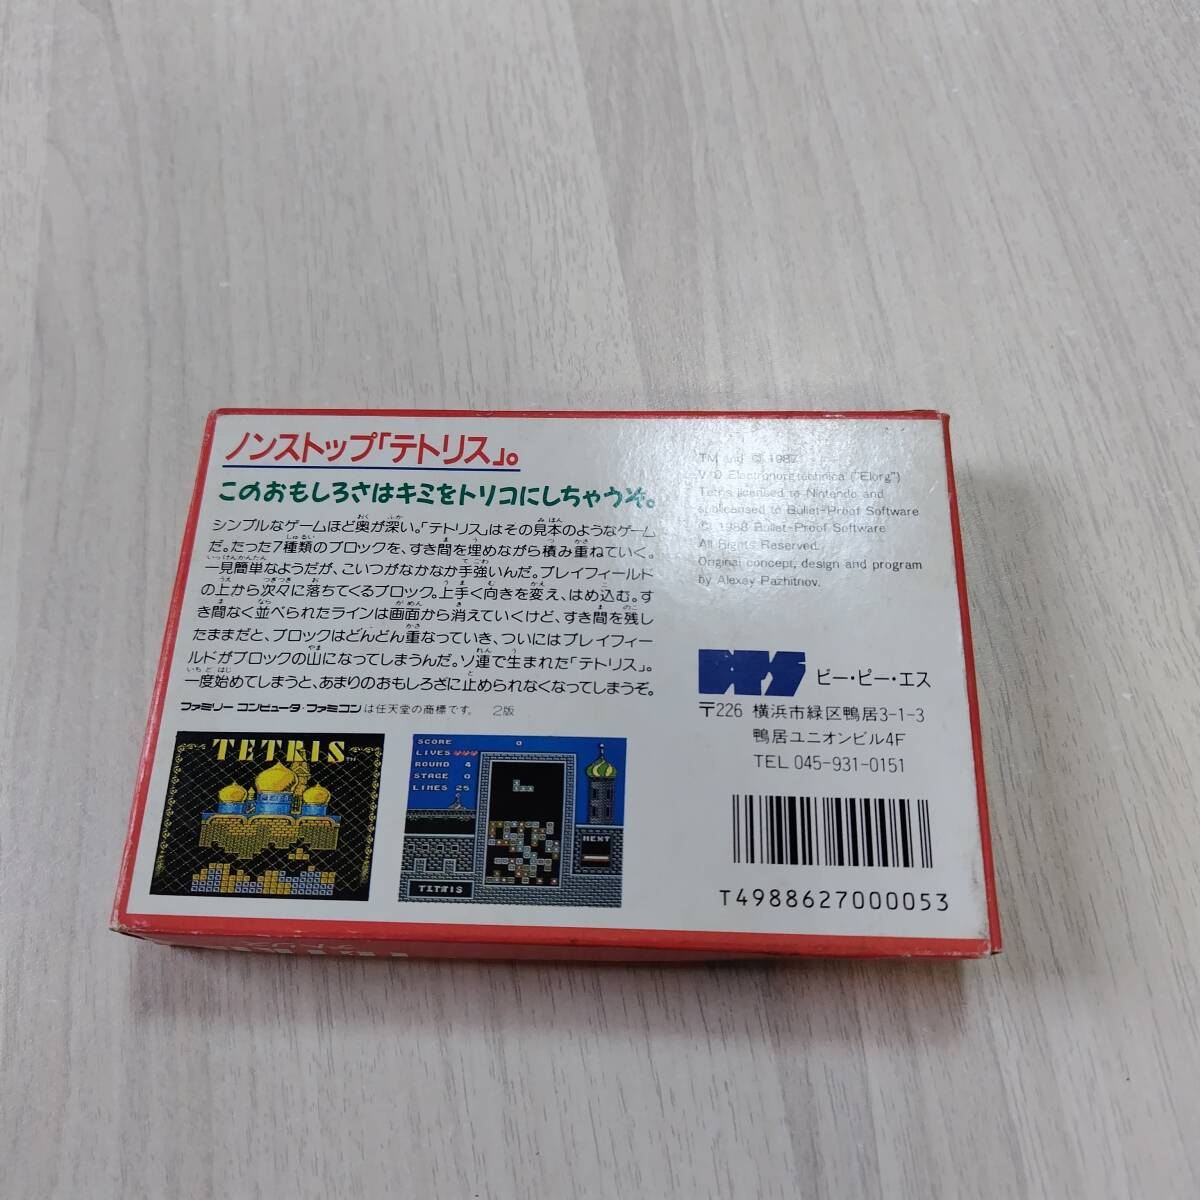 ノンストップ「テトリス」。
このおもしろさはキミをトリコにしちゃうぞ。
シンプルなゲームほど奥が深い。「テトリス」はその見本のようなゲーム
だ。たった7種類のブロックを、すき間を埋めながら積み重ねていく。
一見簡単なようだが、こいつがなかなか手強いんだ。プレイフィールド
の上から次々に落ちてくるブロック。上手く向きを変え、はめ込む。す
き間なく並べられたラインは画面から消えていくけど、すき間を残し
たままだと、ブロックはどんどん重なっていき、ついにはプレイフィー
ルドがブロックの山になってしまうんだ。ソ連で生まれた「テトリス」。
一度始めてしまうと、あまりのおもしろさに止められなくなってしまうぞ。
ファミリーコンピュータ・ファミコンは任天堂の商標です。 2版
TETRIS™
SCORE 0
LIVES
ROUND 4
STAGE 0
LINES 25
NEXT
TETRIS
TM and © 1987
V/O Electronorgtechnica ("Elorg")
Tetris licensed to Nintendo and
sublicensed to Bullet-Proof Software
© 1988 Bullet-Proof Software
All Rights Reserved.
Original concept, design and program
by Alexey Pazhitnov.
BPS ビー・ピー・エス
〒226 横浜市緑区鴨居3-1-3
鴨居ユニオンビル4F
TEL 045-931-0151
T4988627000053